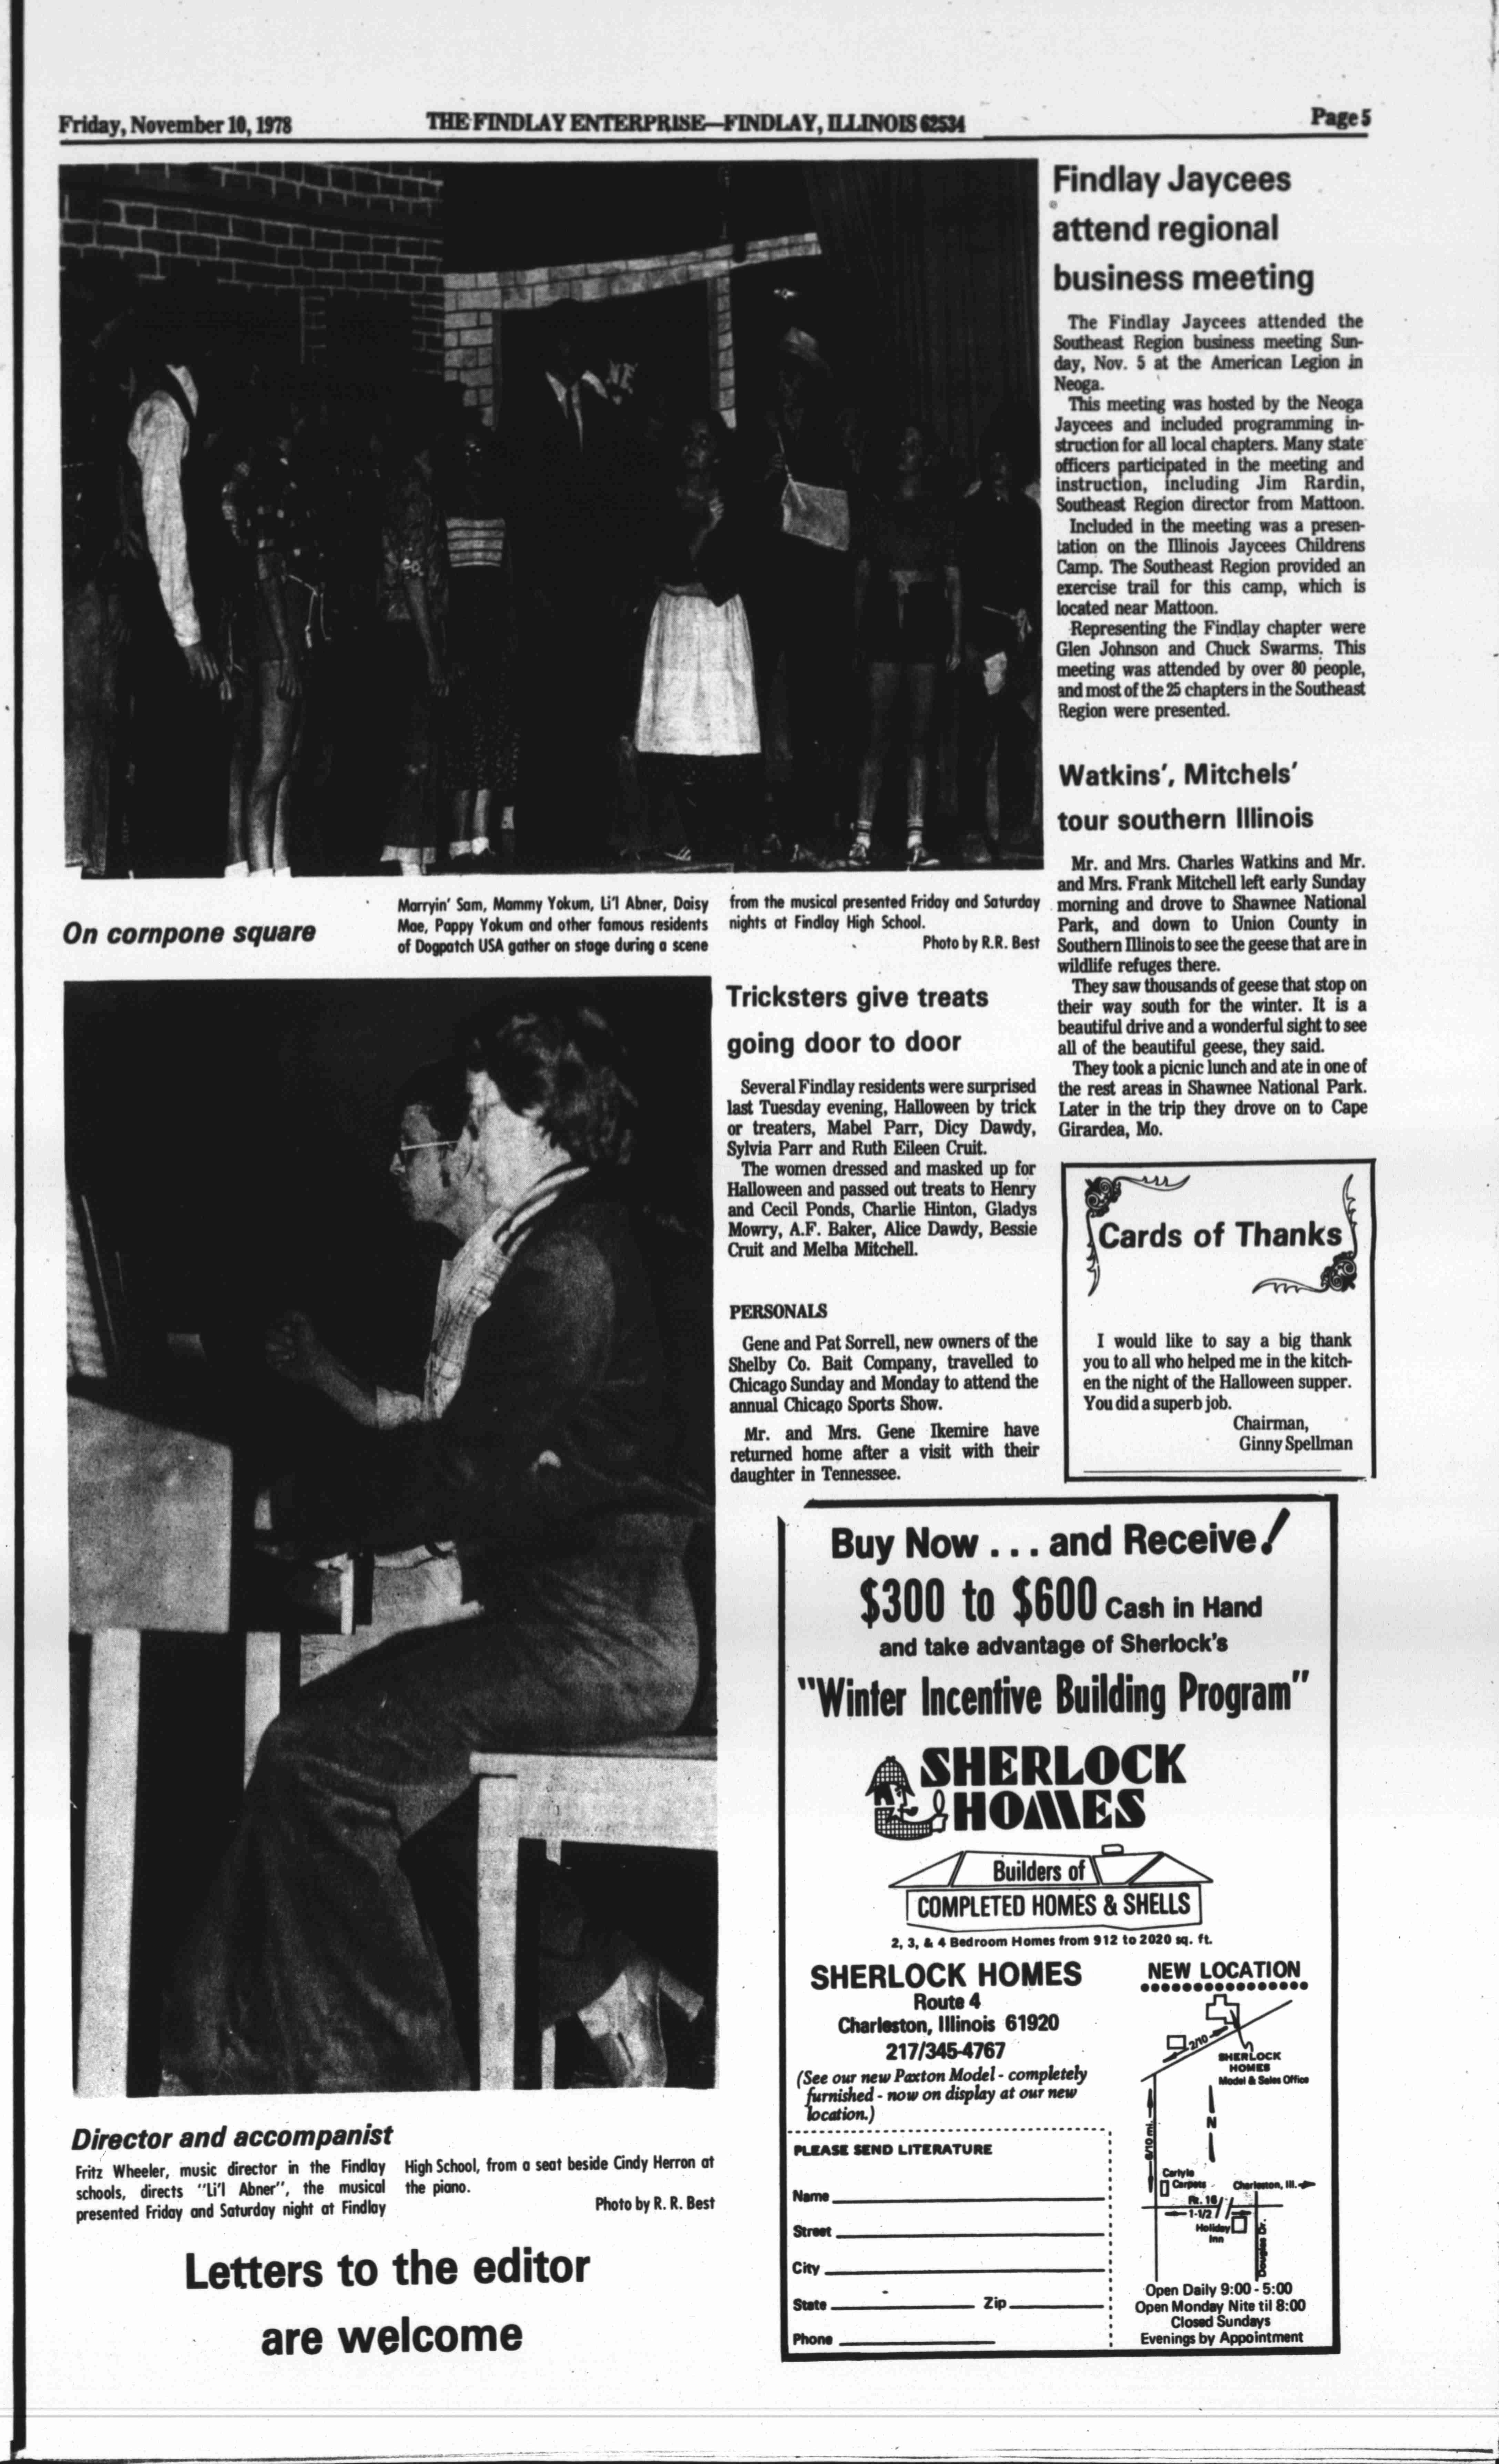 Friday, November 10, 1978
THE FINDLAY ENTERPRISE—FINDLAY, ILLINOIS 62534
Page 5
On cornpone square
Marryin' Sam, Mammy Yokum, Li'l Abner, Daisy
Mae, Pappy Yokum and other famous residents
of Dogpatch USA gather on stage during a scene
from the musical presented Friday and Saturday
nights at Findlay High School.
Photo by R.R. Best
Director and accompanist
Fritz Wheeler, music director in the Findlay
schools, directs "Li'l Abner", the musical
presented Friday and Saturday night at Findlay
High School, from a seat beside Cindy Herron at
the piano.
Photo by R. R. Best
Letters to the editor
are welcome
Tricksters give treats
going door to door
Several Findlay residents were surprised
last Tuesday evening, Halloween by trick
or treaters, Mabel Parr, Dicy Dawdy,
Sylvia Parr and Ruth Eileen Cruit.
The women dressed and masked up for
Halloween and passed out treats to Henry
and Cecil Ponds, Charlie Hinton, Gladys
Mowry, A.F. Baker, Alice Dawdy, Bessie
Cruit and Melba Mitchell.
PERSONALS
Gene and Pat Sorrell, new owners of the
Shelby Co. Bait Company, travelled to
Chicago Sunday and Monday to attend the
annual Chicago Sports Show.
Mr. and Mrs. Gene Ikemire have
returned home after a visit with their
daughter in Tennessee.
Findlay Jaycees
attend regional
business meeting
The Findlay Jaycees attended the
Southeast Region business meeting Sun-
day, Nov. 5 at the American Legion in
Neoga.
This meeting was hosted by the Neoga
Jaycees and included programming in-
struction for all local chapters. Many state
officers participated in the meeting and
instruction, including Jim Rardin,
Southeast Region director from Mattoon.
Included in the meeting was a presen-
tation on the Illinois Jaycees Childrens
Camp. The Southeast Region provided an
exercise trail for this camp, which is
located near Mattoon.
Representing the Findlay chapter were
Glen Johnson and Chuck Swarms. This
meeting was attended by over 80 people,
and most of the 25 chapters in the Southeast
Region were presented.
Watkins', Mitchels'
tour southern Illinois
Mr. and Mrs. Charles Watkins and Mr.
and Mrs. Frank Mitchell left early Sunday
morning and drove to Shawnee National
Park, and down to Union County in
Southern Illinois to see the geese that are in
wildlife refuges there.
They saw thousands of geese that stop on
their way south for the winter. It is a
beautiful drive and a wonderful sight to see
all of the beautiful geese, they said.
They took a picnic lunch and ate in one of
the rest areas in Shawnee National Park.
Later in the trip they drove on to Cape
Girardea, Mo.
Cards of Thanks
I would like to say a big thank
you to all who helped me in the kitch-
en the night of the Halloween supper.
You did a superb job.
Chairman,
Ginny Spellman
Buy Now . . . and Receive!
$300 to $600 Cash in Hand
and take advantage of Sherlock's
"Winter Incentive Building Program"
SHERLOCK
HOMES
Builders of
COMPLETED HOMES & SHELLS
2, 3, & 4 Bedroom Homes from 912 to 2020 sq. ft.
SHERLOCK HOMES
Route 4
Charleston, Illinois 61920
217/345-4767
(See our new Paxton Model - completely
furnished - now on display at our new
location.)
PLEASE SEND LITERATURE
Name
Street
City
State Zip
Phone
NEW LOCATION
2/10
SHERLOCK
HOMES
Model & Sales Office
N
6/10 mi.
Carlyle
Carpets
Charleston, Ill.
Rt. 16
1-1/2
Holiday
Inn
Douglas Dr.
Open Daily 9:00 - 5:00
Open Monday Nite til 8:00
Closed Sundays
Evenings by Appointment